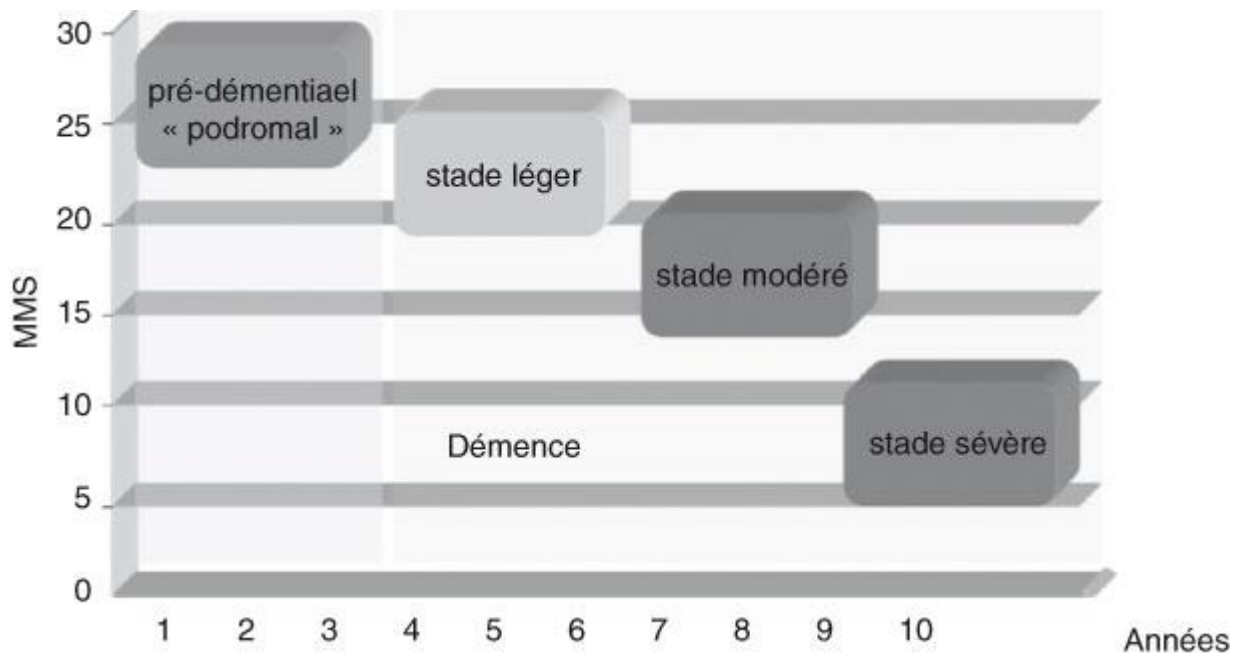 30
pré-démentiael
« podromal »
25
stade léger
20
stade modéré
MMS
15
10
Démence
stade sévère
5
0
1 2 3 4 5 6 7 8 9 10
Années